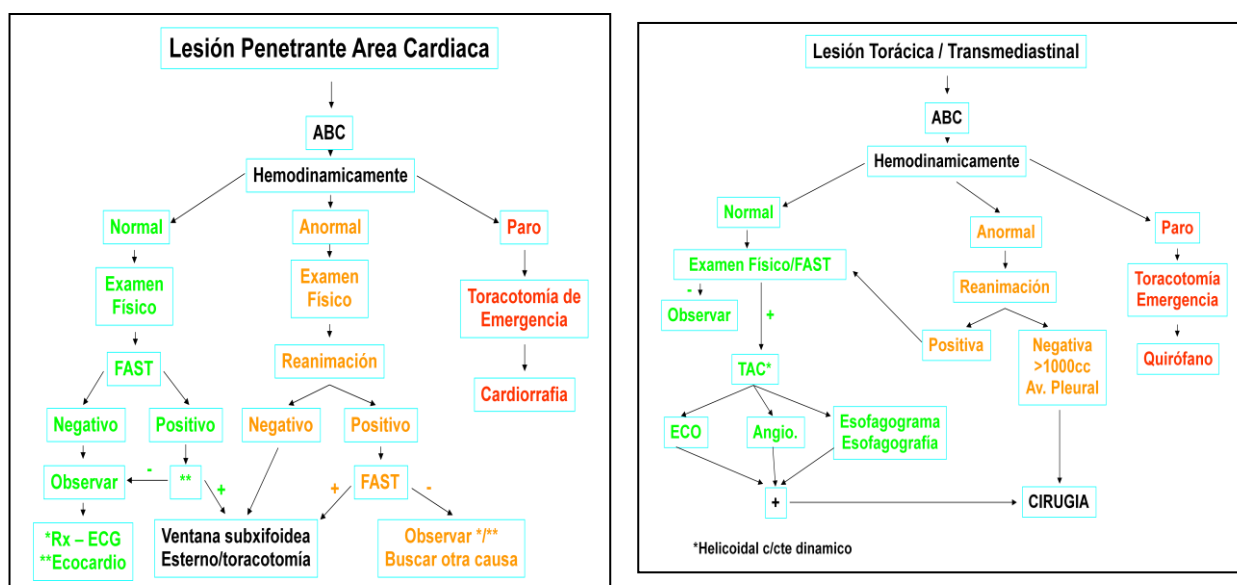 Lesión Penetrante Area Cardiaca
ABC
Hemodinamicamente
Normal
Anormal
Paro
Examen
Físico
Examen
Físico
Toracotomía de
Emergencia
FAST
Reanimación
Cardiorrafia
Negativo
Positivo
Negativo
Positivo
Observar
-
**
+
+
FAST
-
*Rx – ECG
**Ecocardio
Ventana subxifoidea
Esterno/toracotomía
Observar */**
Buscar otra causa
Lesión Torácica / Transmediastinal
ABC
Hemodinamicamente
Normal
Anormal
Paro
Examen Físico/FAST
Reanimación
Toracotomía
Emergencia
-
Observar
+
Positiva
Negativa
>1000cc
Av. Pleural
Quirófano
TAC*
ECO
Angio.
Esofagograma
Esofagografía
+
CIRUGIA
*Helicoidal c/cte dinamico